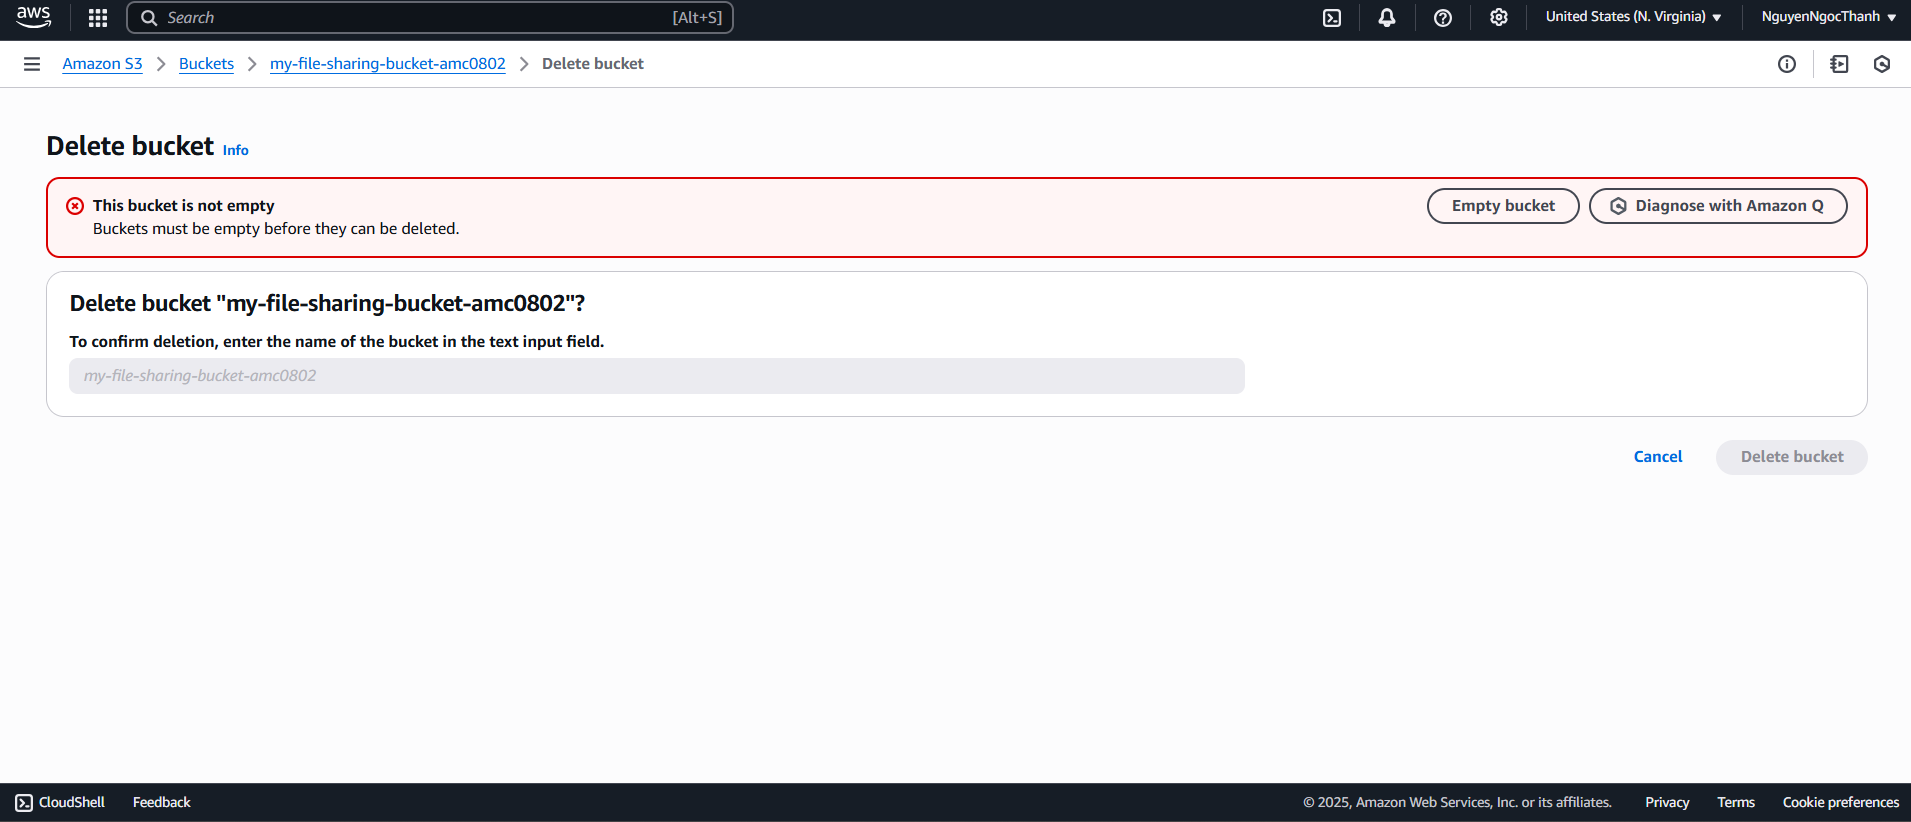 aws
Search [Alt+S]
United States (N. Virginia)
NguyenNgocThanh
Amazon S3 > Buckets > my-file-sharing-bucket-amc0802 > Delete bucket
Delete bucket Info
This bucket is not empty
Buckets must be empty before they can be deleted.
Empty bucket
Diagnose with Amazon Q
Delete bucket "my-file-sharing-bucket-amc0802"?
To confirm deletion, enter the name of the bucket in the text input field.
my-file-sharing-bucket-amc0802
Cancel
Delete bucket
CloudShell Feedback
© 2025, Amazon Web Services, Inc. or its affiliates. Privacy Terms Cookie preferences